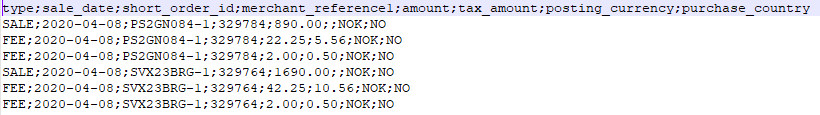 type;sale_date;short_order_id;merchant_reference1;amount;tax_amount;posting_currency;purchase_country
SALE;2020-04-08;PS2GN084-1;329784;890.00;;NOK;NO
FEE;2020-04-08;PS2GN084-1;329784;22.25;5.56;NOK;NO
FEE;2020-04-08;PS2GN084-1;329784;2.00;0.50;NOK;NO
SALE;2020-04-08;SVX23BRG-1;329764;1690.00;;NOK;NO
FEE;2020-04-08;SVX23BRG-1;329764;42.25;10.56;NOK;NO
FEE;2020-04-08;SVX23BRG-1;329764;2.00;0.50;NOK;NO